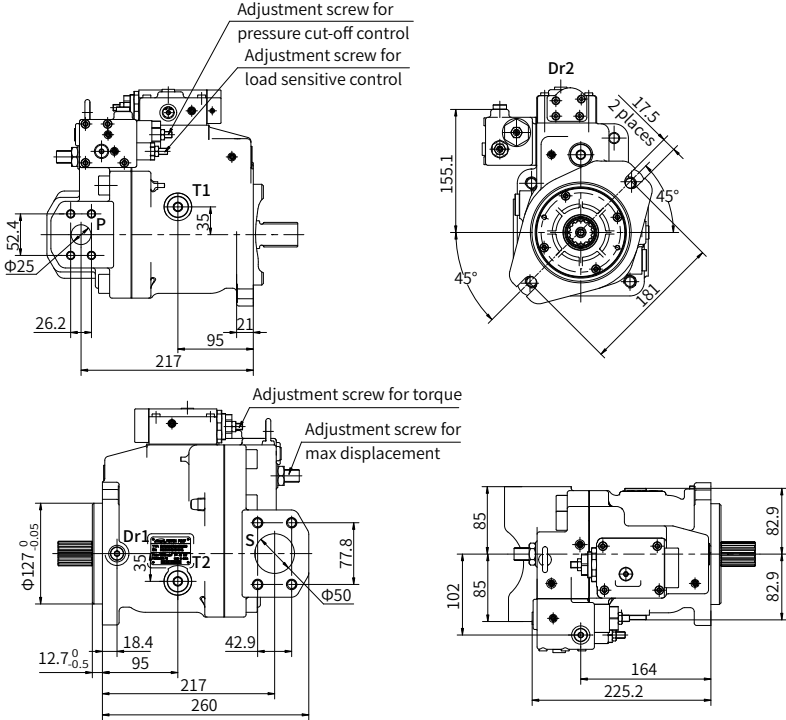 Adjustment screw for
pressure cut-off control
Adjustment screw for
load sensitive control
T1
P
35
52.4
Φ25
26.2
21
95
217
Dr2
17.5
2 places
155.1
45°
45°
181
Adjustment screw for torque
Adjustment screw for
max displacement
Φ127 0 -0.05
Dr1
35
T2
S
77.8
Φ50
18.4
42.9
12.7 0 -0.5
95
217
260
85
82.9
102
85
82.9
164
225.2